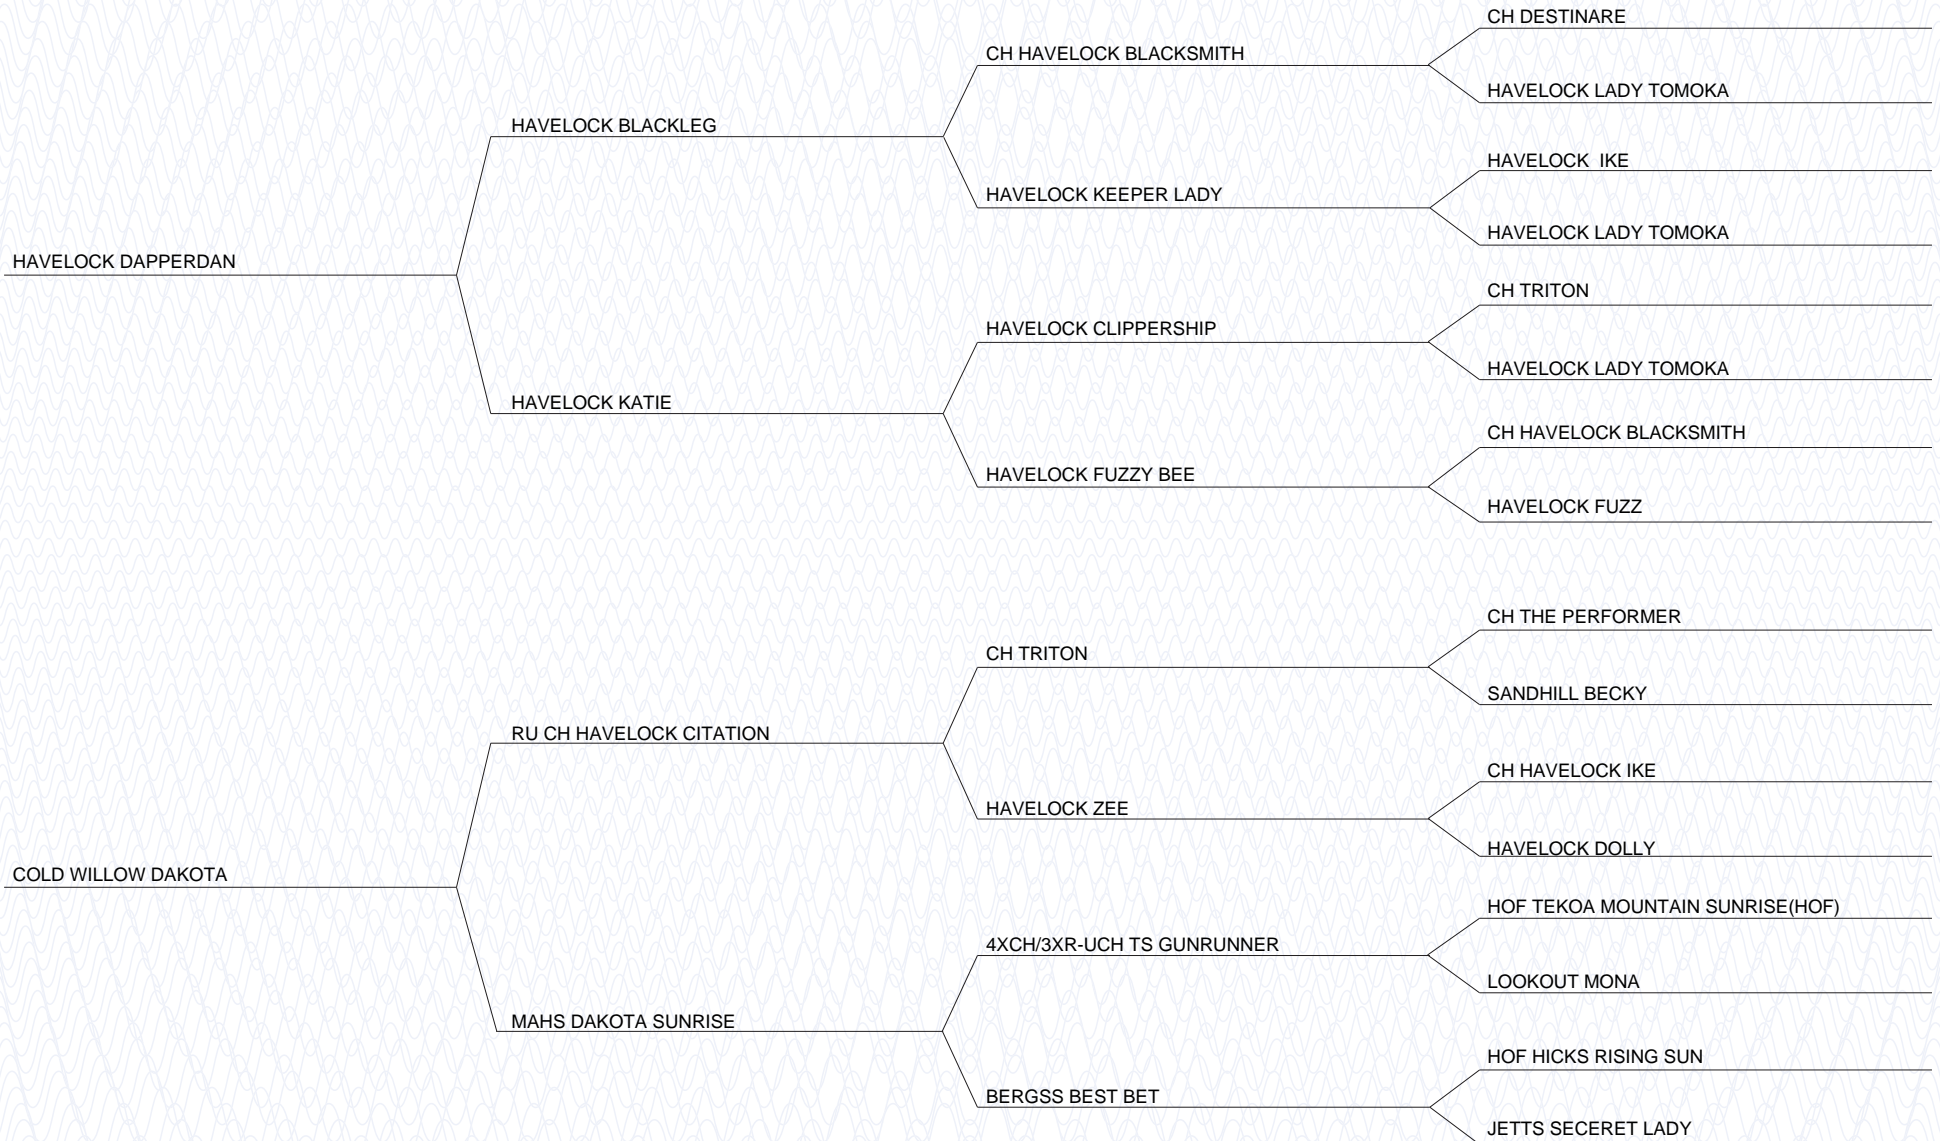 CH DESTINARE
CH HAVELOCK BLACKSMITH
HAVELOCK LADY TOMOKA
HAVELOCK BLACKLEG
HAVELOCK  IKE
HAVELOCK KEEPER LADY
HAVELOCK LADY TOMOKA
HAVELOCK DAPPERDAN
CH TRITON
HAVELOCK CLIPPERSHIP
HAVELOCK LADY TOMOKA
HAVELOCK KATIE
CH HAVELOCK BLACKSMITH
HAVELOCK FUZZY BEE
HAVELOCK FUZZ
CH THE PERFORMER
CH TRITON
SANDHILL BECKY
RU CH HAVELOCK CITATION
CH HAVELOCK IKE
HAVELOCK ZEE
HAVELOCK DOLLY
COLD WILLOW DAKOTA
HOF TEKOA MOUNTAIN SUNRISE(HOF)
4XCH/3XR-UCH TS GUNRUNNER
LOOKOUT MONA
MAHS DAKOTA SUNRISE
HOF HICKS RISING SUN
BERGSS BEST BET
JETTS SECERET LADY